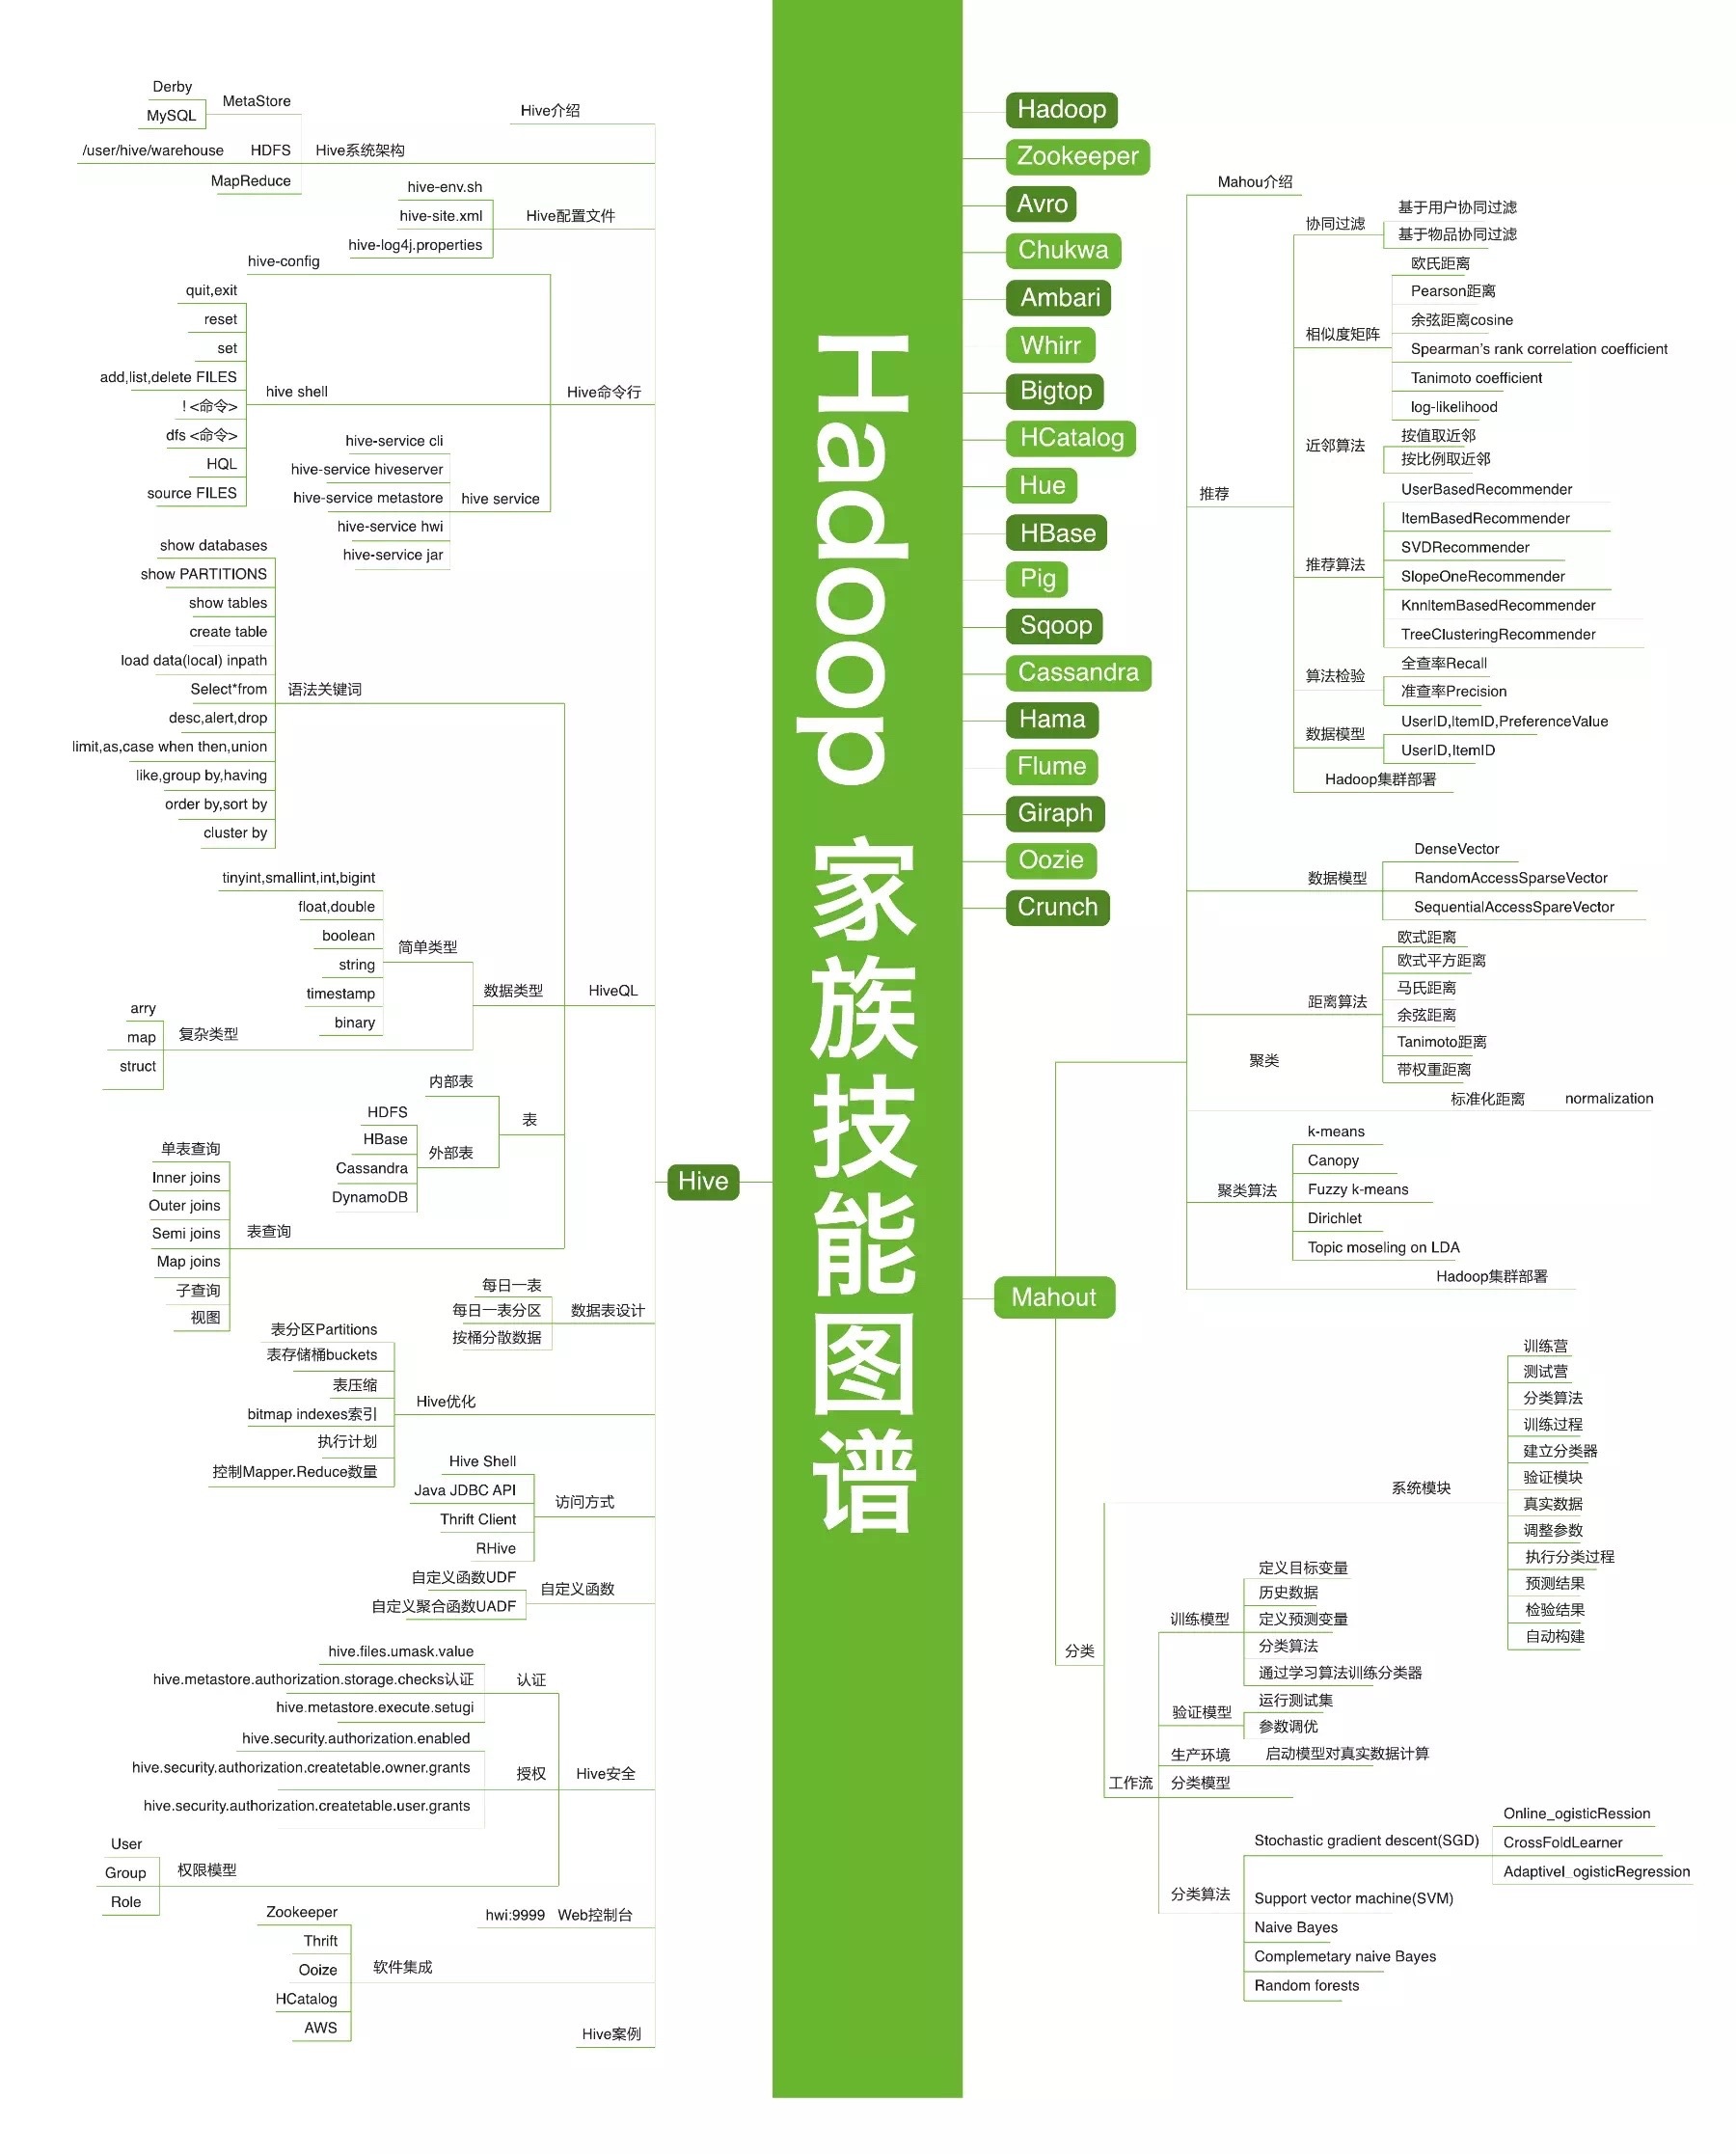 Hadoop 家族技能图谱
Hive
Hive介绍
Hive系统架构
MetaStore
Derby
MySQL
HDFS
/user/hive/warehouse
MapReduce
Hive配置文件
hive-env.sh
hive-site.xml
hive-log4j.properties
Hive命令行
hive-config
hive shell
quit,exit
reset
set
add,list,delete FILES
! <命令>
dfs <命令>
HQL
source FILES
hive service
hive-service cli
hive-service hiveserver
hive-service metastore
hive-service hwi
hive-service jar
HiveQL
语法关键词
show databases
show PARTITIONS
show tables
create table
load data(local) inpath
Select*from
desc,alert,drop
limit,as,case when then,union
like,group by,having
order by,sort by
cluster by
数据类型
简单类型
tinyint,smallint,int,bigint
float,double
boolean
string
timestamp
binary
复杂类型
arry
map
struct
表
内部表
外部表
HDFS
HBase
Cassandra
DynamoDB
表查询
单表查询
Inner joins
Outer joins
Semi joins
Map joins
子查询
视图
数据表设计
每日一表
每日一表分区
按桶分散数据
Hive优化
表分区Partitions
表存储桶buckets
表压缩
bitmap indexes索引
执行计划
控制Mapper.Reduce数量
访问方式
Hive Shell
Java JDBC API
Thrift Client
RHive
自定义函数
自定义函数UDF
自定义聚合函数UADF
Hive安全
认证
hive.files.umask.value
hive.metastore.authorization.storage.checks认证
hive.metastore.execute.setugi
授权
hive.security.authorization.enabled
hive.security.authorization.createtable.owner.grants
hive.security.authorization.createtable.user.grants
权限模型
User
Group
Role
Web控制台
hwi:9999
软件集成
Zookeeper
Thrift
Ooize
HCatalog
AWS
Hive案例
Hadoop
Zookeeper
Avro
Chukwa
Ambari
Whirr
Bigtop
HCatalog
Hue
HBase
Pig
Sqoop
Cassandra
Hama
Flume
Giraph
Oozie
Crunch
Mahout
聚类
Mahou介绍
推荐
协同过滤
基于用户协同过滤
基于物品协同过滤
相似度矩阵
欧氏距离
Pearson距离
余弦距离cosine
Spearman's rank correlation coefficient
Tanimoto coefficient
log-likelihood
近邻算法
按值取近邻
按比例取近邻
推荐算法
UserBasedRecommender
ItemBasedRecommender
SVDRecommender
SlopeOneRecommender
KnnItemBasedRecommender
TreeClusteringRecommender
算法检验
全查率Recall
准查率Precision
数据模型
UserID,ItemID,PreferenceValue
UserID,ItemID
Hadoop集群部署
数据模型
DenseVector
RandomAccessSparseVector
SequentialAccessSpareVector
距离算法
欧式距离
欧式平方距离
马氏距离
余弦距离
Tanimoto距离
带权重距离
标准化距离
normalization
聚类算法
k-means
Canopy
Fuzzy k-means
Dirichlet
Topic moseling on LDA
Hadoop集群部署
分类
系统模块
训练营
测试营
分类算法
训练过程
建立分类器
验证模块
真实数据
调整参数
执行分类过程
预测结果
检验结果
自动构建
工作流
训练模型
定义目标变量
历史数据
定义预测变量
分类算法
通过学习算法训练分类器
验证模型
运行测试集
参数调优
生产环境
启动模型对真实数据计算
分类模型
分类算法
Stochastic gradient descent(SGD)
Online_ogisticRession
CrossFoldLearner
Adaptivel_ogisticRegression
Support vector machine(SVM)
Naive Bayes
Complemetary naive Bayes
Random forests